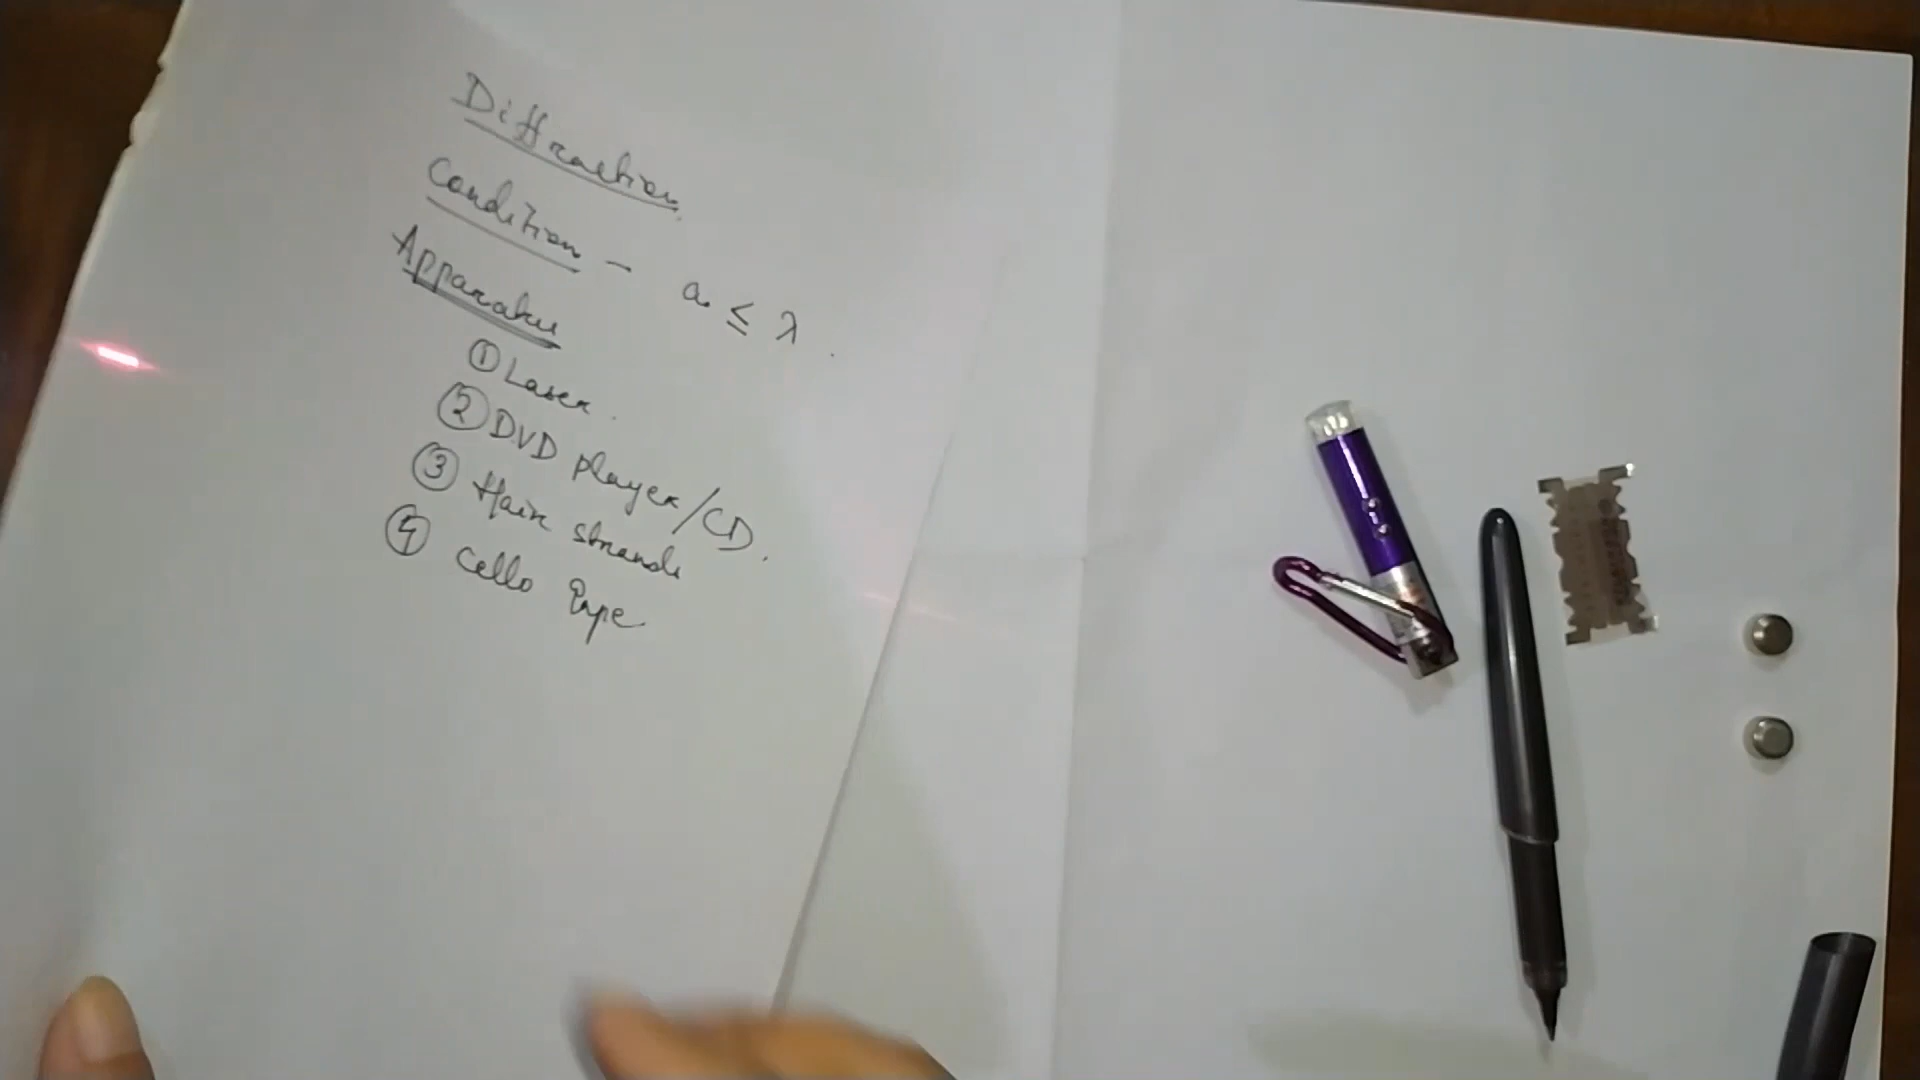 Diffraction
Condition - a ≤ λ.
Apparatus
① Laser.
② DVD player/CD.
③ Hair strands
④ Cello Tape